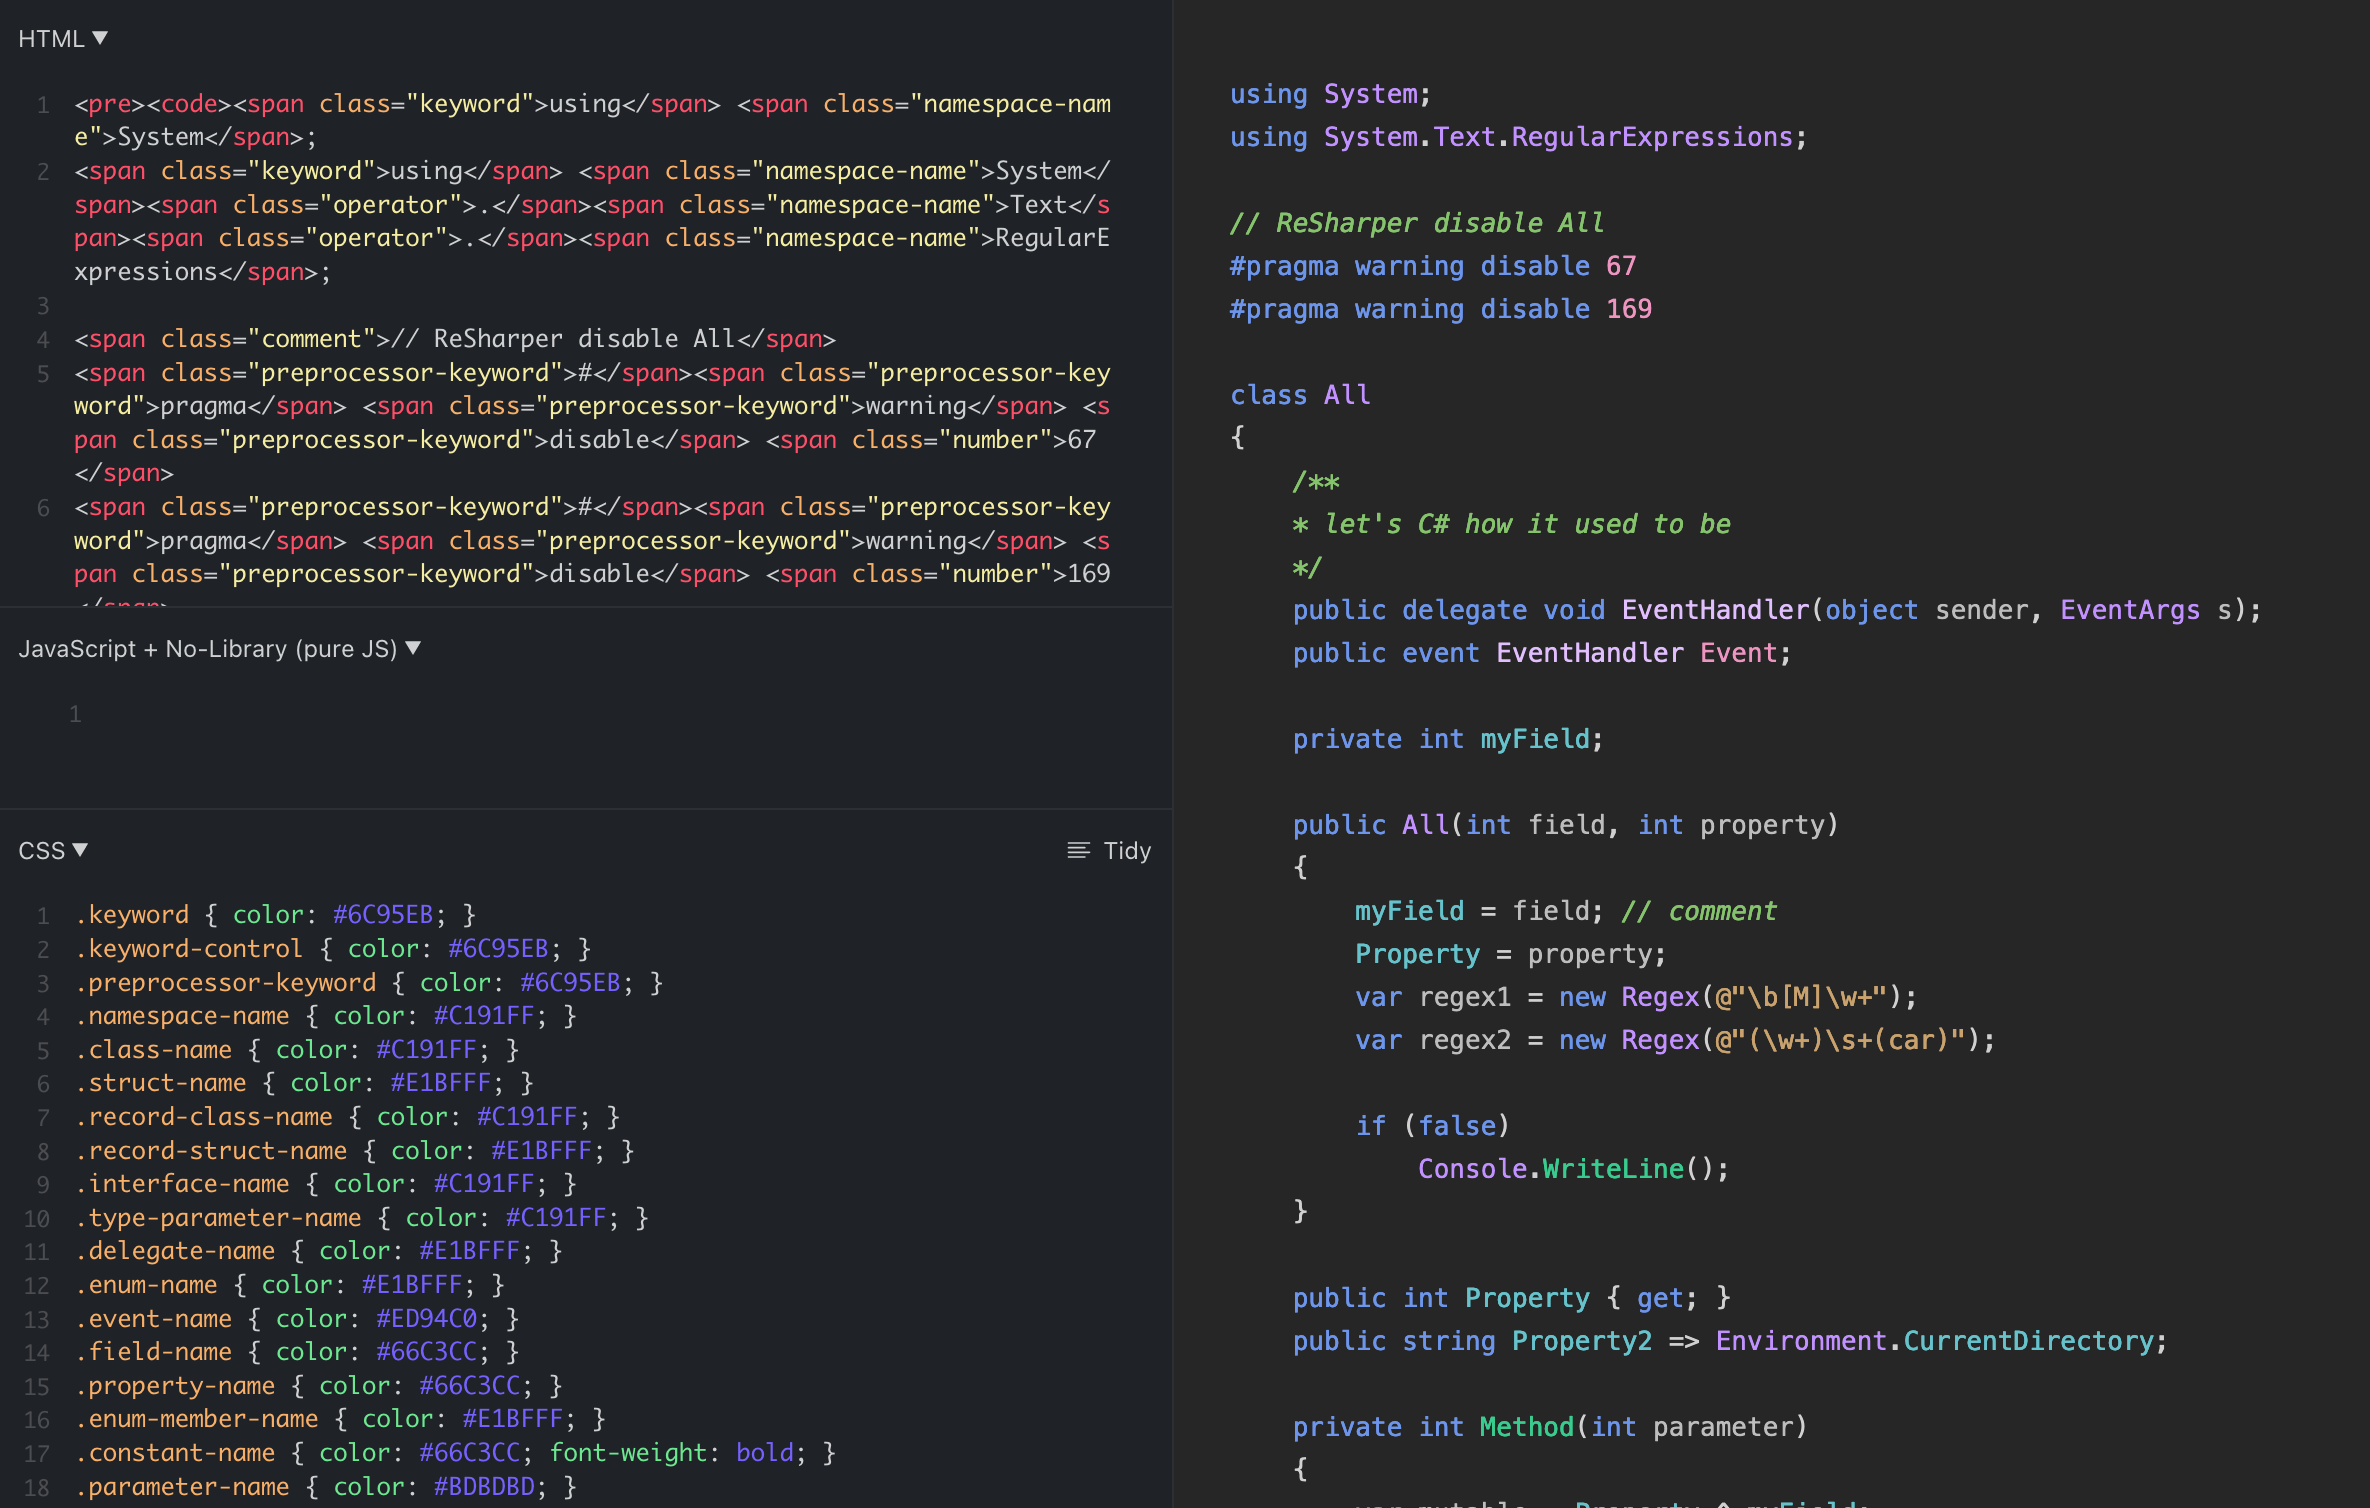 HTML ▼
1 <pre><code><span class="keyword">using</span> <span class="namespace-nam
e">System</span>;
2 <span class="keyword">using</span> <span class="namespace-name">System</
span><span class="operator">.</span><span class="namespace-name">Text</s
pan><span class="operator">.</span><span class="namespace-name">RegularE
xpressions</span>;
3
4 <span class="comment">// ReSharper disable All</span>
5 <span class="preprocessor-keyword">#</span><span class="preprocessor-key
word">pragma</span> <span class="preprocessor-keyword">warning</span> <s
pan class="preprocessor-keyword">disable</span> <span class="number">67
</span>
6 <span class="preprocessor-keyword">#</span><span class="preprocessor-key
word">pragma</span> <span class="preprocessor-keyword">warning</span> <s
pan class="preprocessor-keyword">disable</span> <span class="number">169
</span>
JavaScript + No-Library (pure JS) ▼
1
CSS ▼
Tidy
1 .keyword { color: #6C95EB; }
2 .keyword-control { color: #6C95EB; }
3 .preprocessor-keyword { color: #6C95EB; }
4 .namespace-name { color: #C191FF; }
5 .class-name { color: #C191FF; }
6 .struct-name { color: #E1BFFF; }
7 .record-class-name { color: #C191FF; }
8 .record-struct-name { color: #E1BFFF; }
9 .interface-name { color: #C191FF; }
10 .type-parameter-name { color: #C191FF; }
11 .delegate-name { color: #E1BFFF; }
12 .enum-name { color: #E1BFFF; }
13 .event-name { color: #ED94C0; }
14 .field-name { color: #66C3CC; }
15 .property-name { color: #66C3CC; }
16 .enum-member-name { color: #E1BFFF; }
17 .constant-name { color: #66C3CC; font-weight: bold; }
18 .parameter-name { color: #BDBDBD; }
using System;
using System.Text.RegularExpressions;
// ReSharper disable All
#pragma warning disable 67
#pragma warning disable 169
class All
{
/**
* let's C# how it used to be
*/
public delegate void EventHandler(object sender, EventArgs s);
public event EventHandler Event;
private int myField;
public All(int field, int property)
{
myField = field; // comment
Property = property;
var regex1 = new Regex(@"\b[M]\w+");
var regex2 = new Regex(@"(\w+)\s+(car)");
if (false)
Console.WriteLine();
}
public int Property { get; }
public string Property2 => Environment.CurrentDirectory;
private int Method(int parameter)
{
var mutable = Property ^ myField;